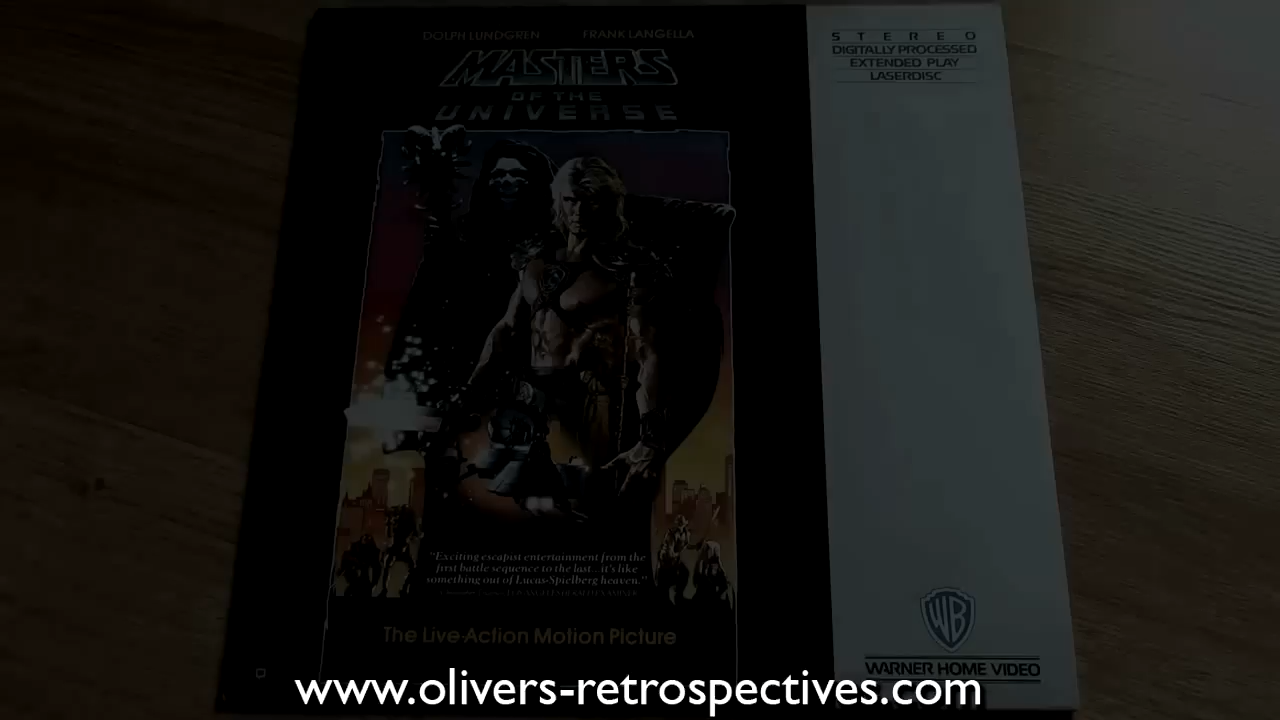 DOLPH LUNDGREN FRANK LANGELLA
MASTERS
OF THE
UNIVERSE
STEREO
DIGITALLY PROCESSED
EXTENDED PLAY
LASERDISC
"Exciting escapist entertainment from the
first battle sequence to the last...it's like
something out of Lucas-Spielberg heaven."
The Live-Action Motion Picture
WB
WARNER HOME VIDEO
www.olivers-retrospectives.com